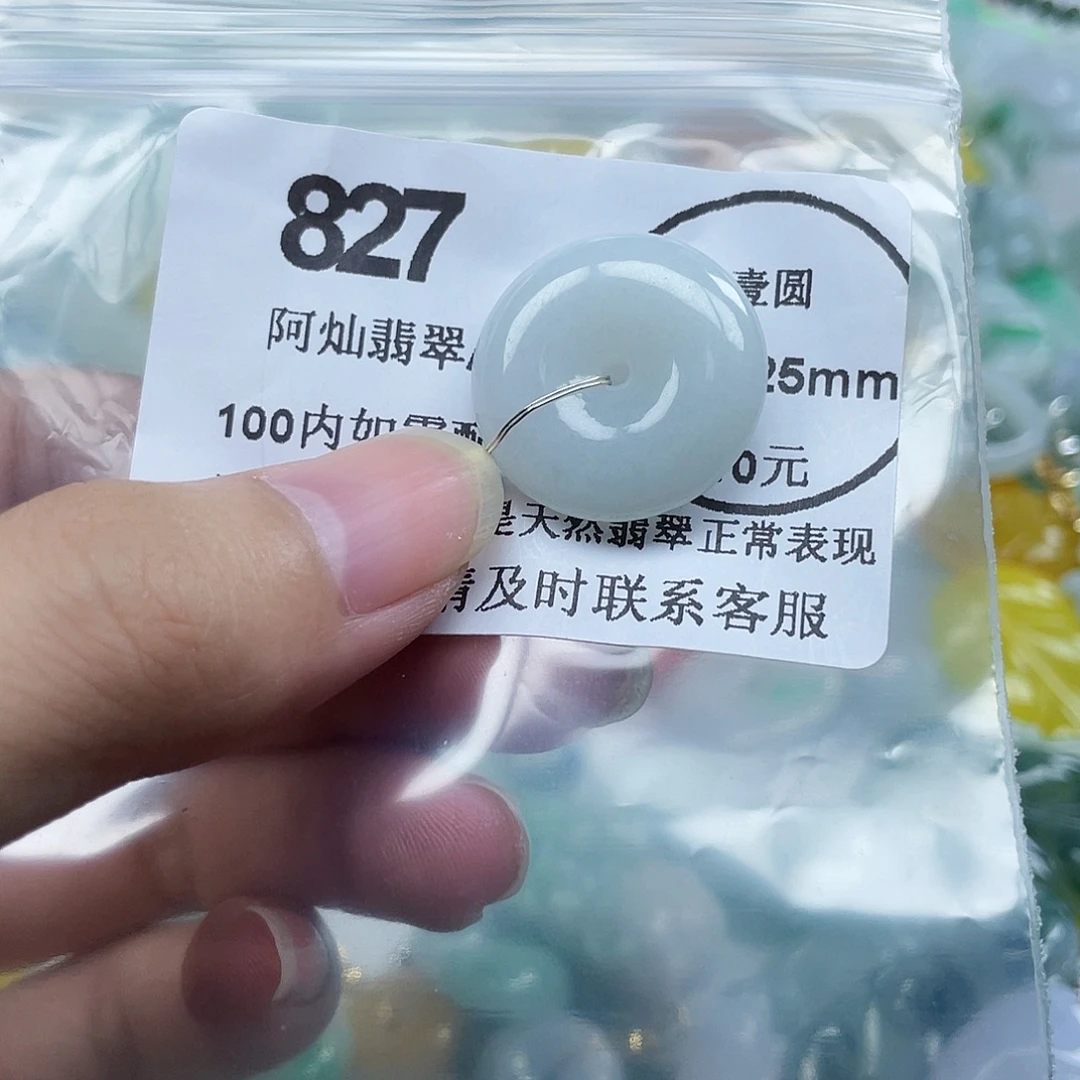 827
壹圆
阿灿翡翠
25mm
100内如需配
0元
是天然翡翠正常表现
请及时联系客服